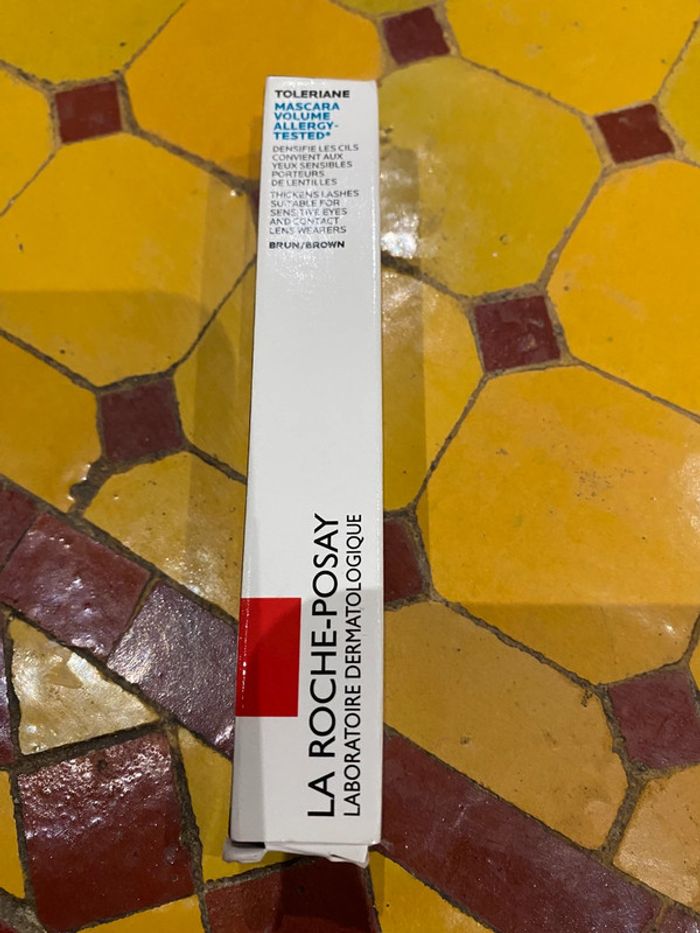 TOLERIANE
MASCARA
VOLUME
ALLERGY-
TESTED*
DENSIFIE LES CILS
CONVIENT AUX
YEUX SENSIBLES
PORTEURS
DE LENTILLES
THICKENS LASHES
SUITABLE FOR
SENSITIVE EYES
AND CONTACT
LENS WEARERS
BRUN/BROWN
LA ROCHE-POSAY
LABORATOIRE DERMATOLOGIQUE